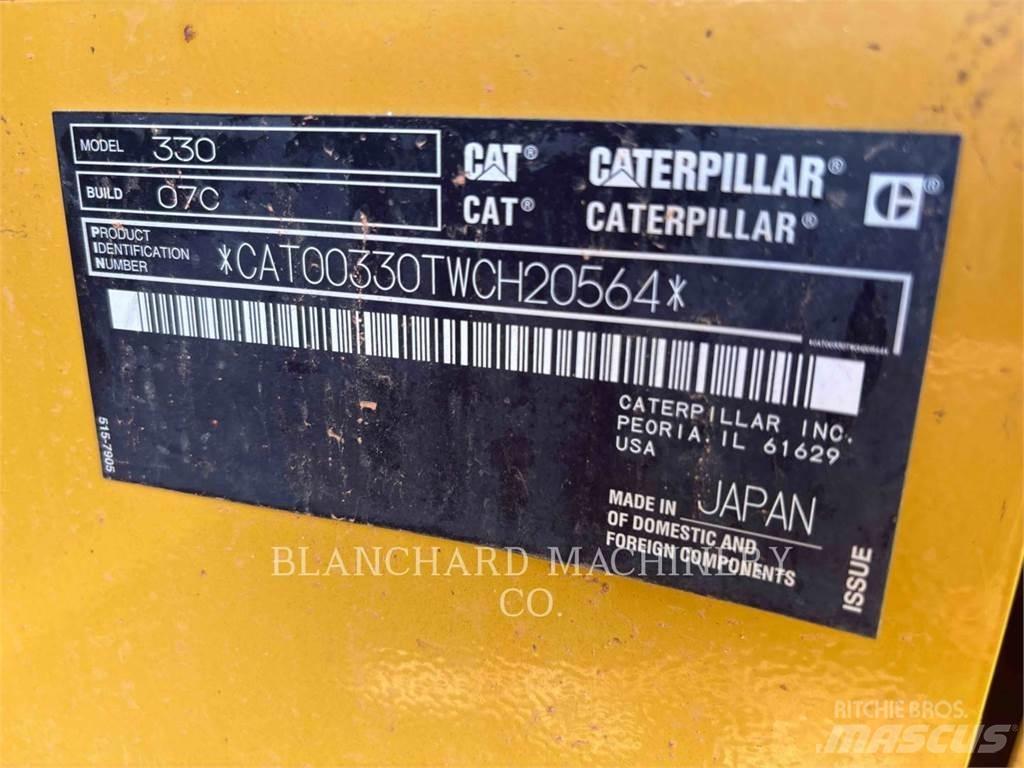 MODEL 330
BUILD 07C
CAT® CATERPILLAR®
CAT® CATERPILLAR®
PRODUCT
IDENTIFICATION
NUMBER
*CAT00330TWCH20564*
CATERPILLAR INC.
PEORIA, IL 61629
USA
515-7905
MADE IN JAPAN
OF DOMESTIC AND
FOREIGN COMPONENTS
ISSUE
BLANCHARD MACHINERY
CO.
RITCHIE BROS.
MASCUS